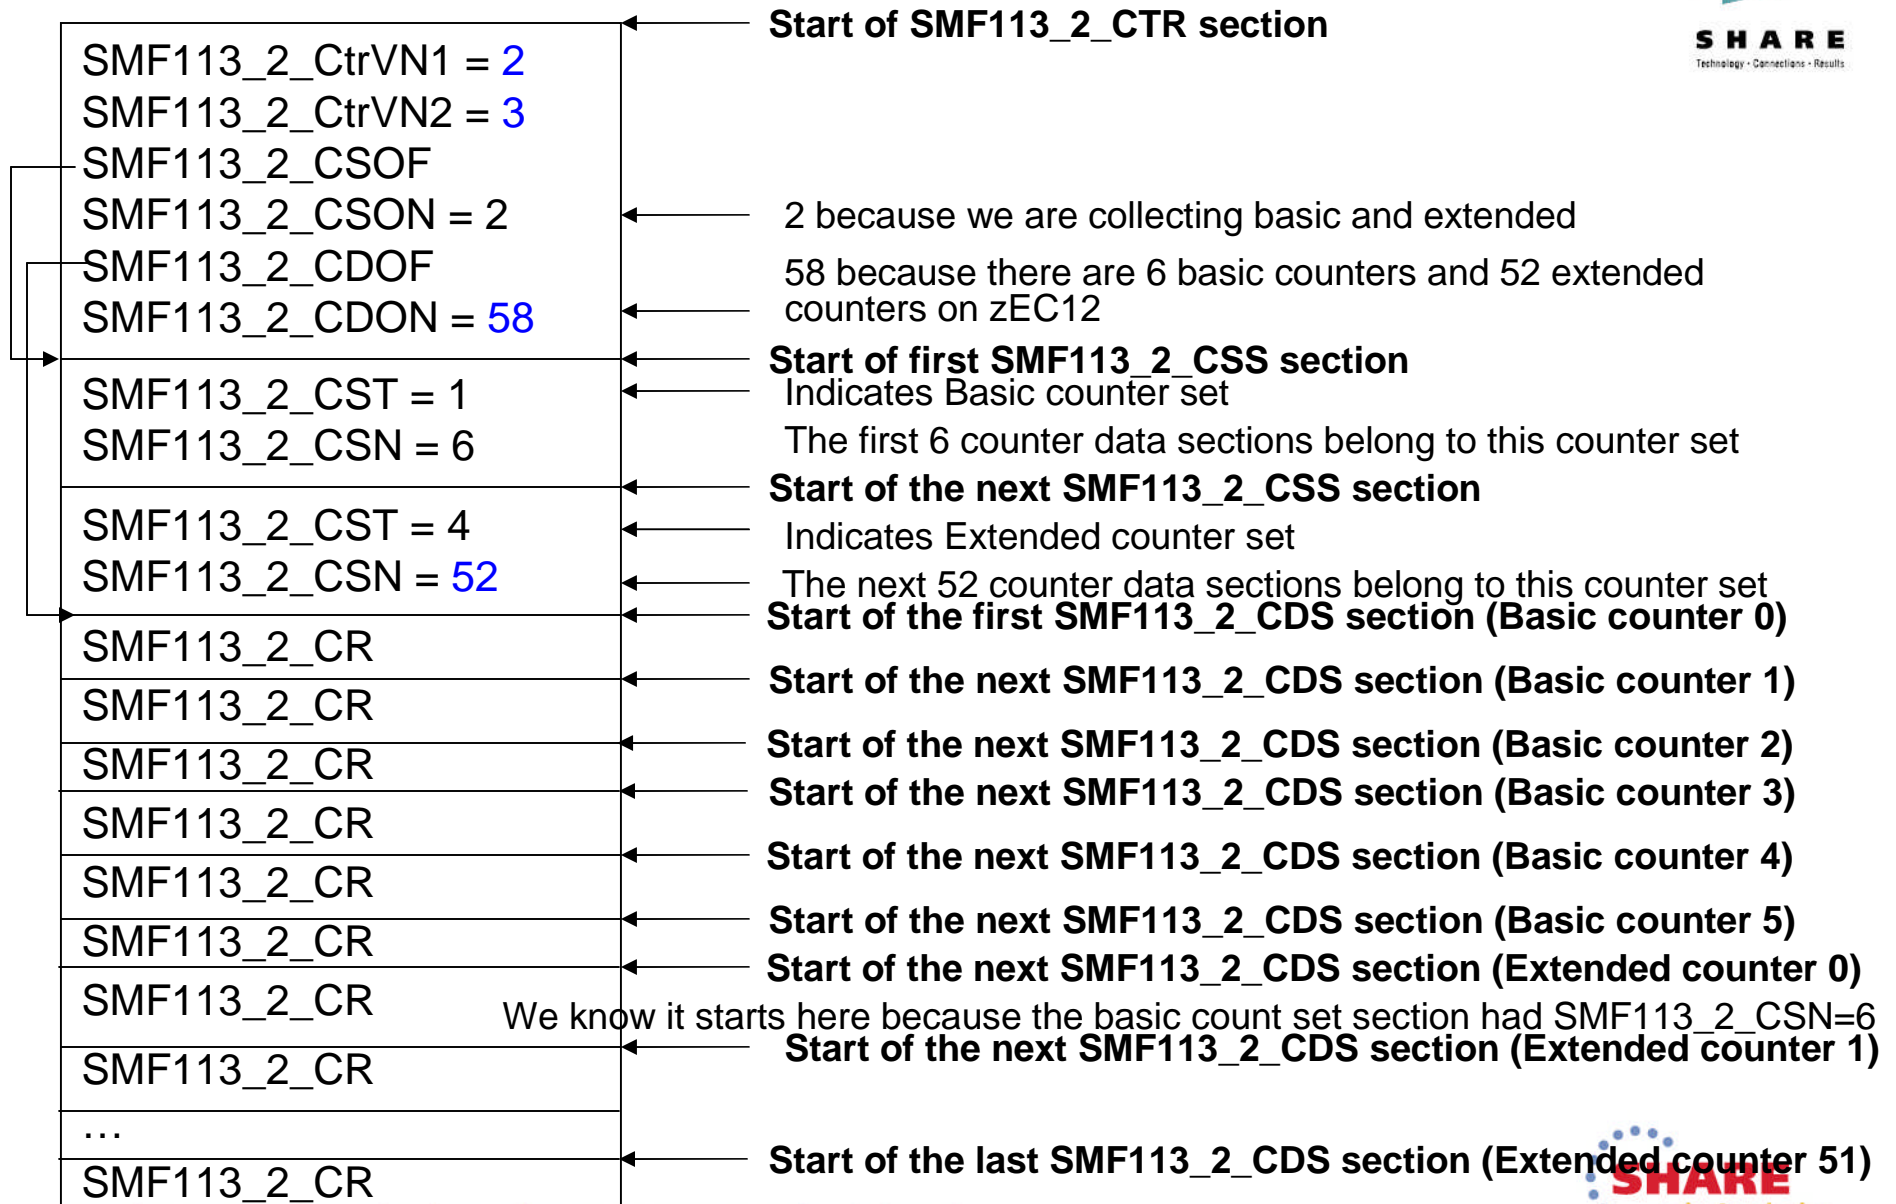 Start of SMF113_2_CTR section
SHARE
Technology • Connections • Results
SMF113_2_CtrVN1 = 2
SMF113_2_CtrVN2 = 3
SMF113_2_CSOF
SMF113_2_CSON = 2
2 because we are collecting basic and extended
SMF113_2_CDOF
58 because there are 6 basic counters and 52 extended
counters on zEC12
SMF113_2_CDON = 58
Start of first SMF113_2_CSS section
SMF113_2_CST = 1
Indicates Basic counter set
SMF113_2_CSN = 6
The first 6 counter data sections belong to this counter set
Start of the next SMF113_2_CSS section
SMF113_2_CST = 4
Indicates Extended counter set
SMF113_2_CSN = 52
The next 52 counter data sections belong to this counter set
Start of the first SMF113_2_CDS section (Basic counter 0)
SMF113_2_CR
Start of the next SMF113_2_CDS section (Basic counter 1)
SMF113_2_CR
Start of the next SMF113_2_CDS section (Basic counter 2)
SMF113_2_CR
Start of the next SMF113_2_CDS section (Basic counter 3)
SMF113_2_CR
Start of the next SMF113_2_CDS section (Basic counter 4)
SMF113_2_CR
Start of the next SMF113_2_CDS section (Basic counter 5)
SMF113_2_CR
Start of the next SMF113_2_CDS section (Extended counter 0)
SMF113_2_CR
We know it starts here because the basic count set section had SMF113_2_CSN=6
Start of the next SMF113_2_CDS section (Extended counter 1)
SMF113_2_CR
…
Start of the last SMF113_2_CDS section (Extended counter 51)
SMF113_2_CR
SHARE